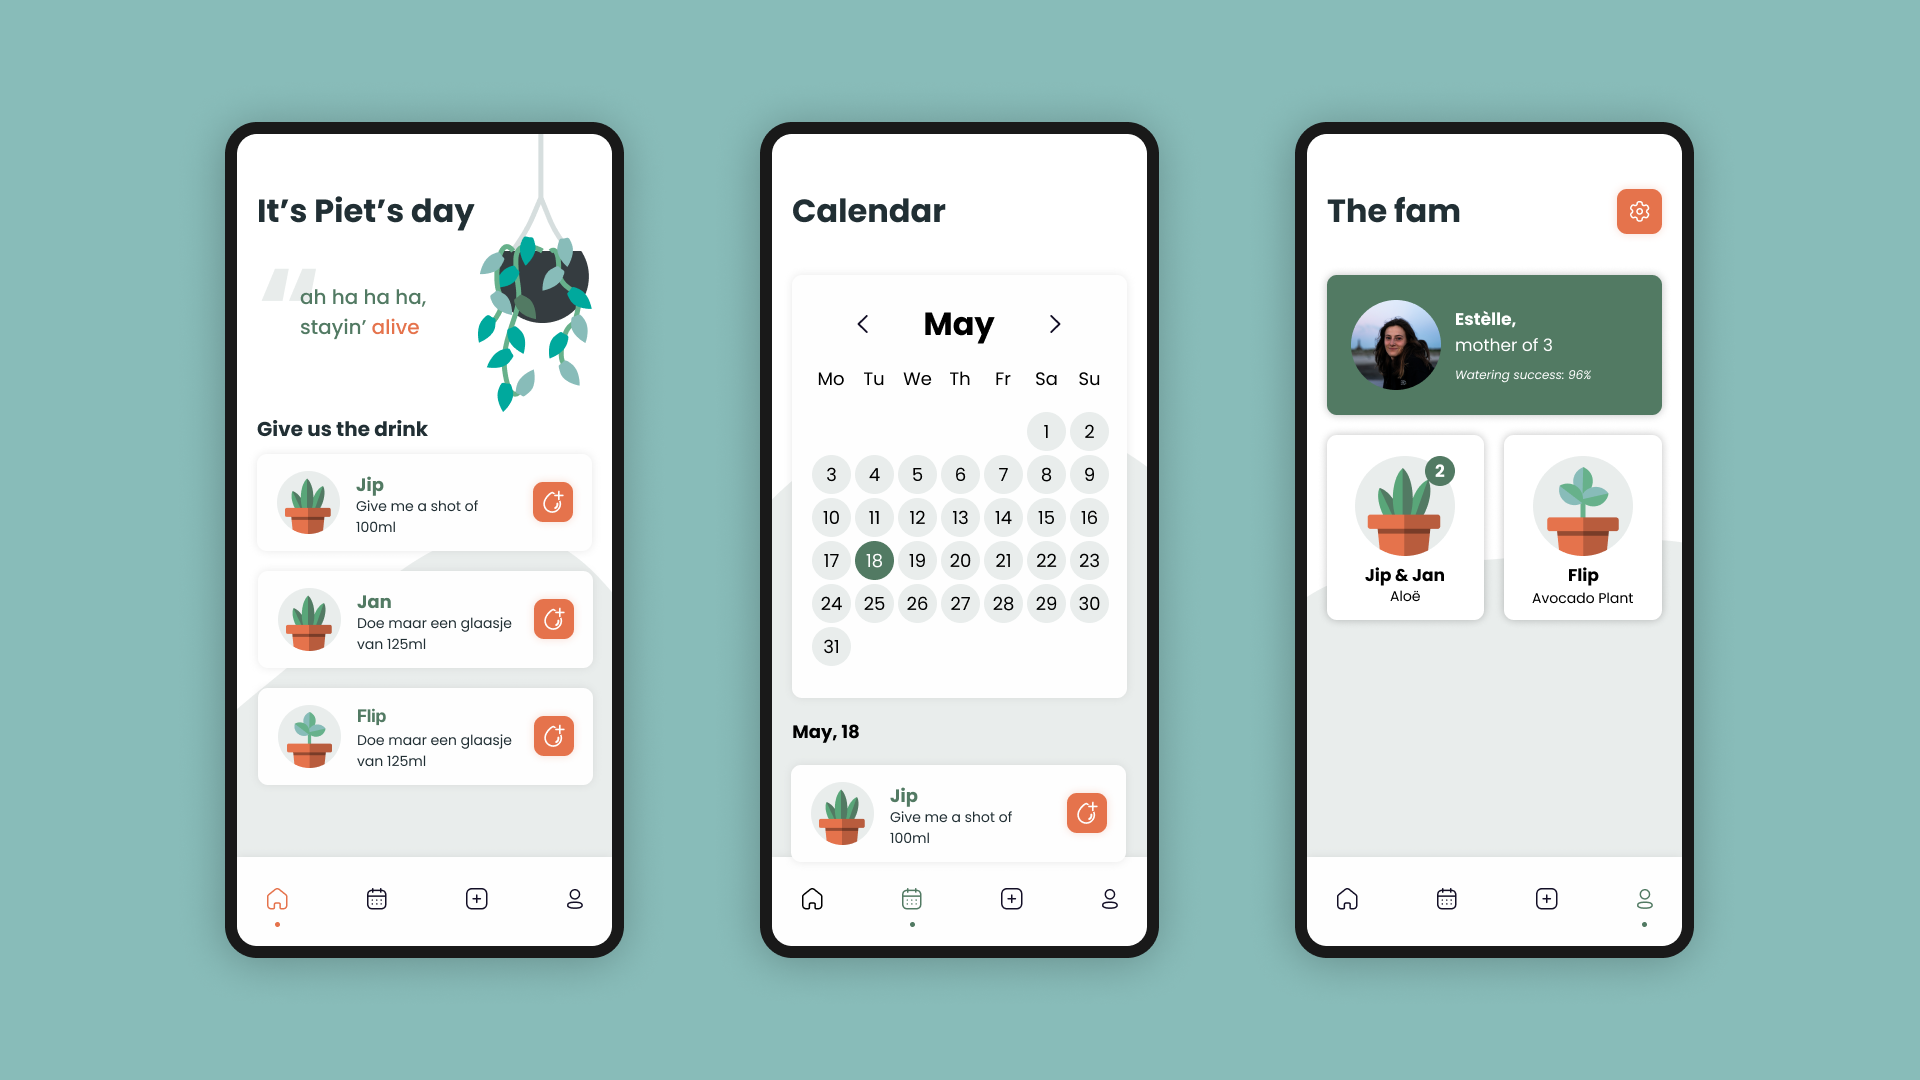 It’s Piet’s day
“
ah ha ha ha,
stayin’ alive
Give us the drink
Jip
Give me a shot of
100ml
Jan
Doe maar een glaasje
van 125ml
Flip
Doe maar een glaasje
van 125ml
Calendar
May
Mo Tu We Th Fr Sa Su
1 2
3 4 5 6 7 8 9
10 11 12 13 14 15 16
17 18 19 20 21 22 23
24 25 26 27 28 29 30
31
May, 18
Jip
Give me a shot of
100ml
The fam
Estèlle,
mother of 3
Watering success: 96%
2
Jip & Jan
Aloë
Flip
Avocado Plant